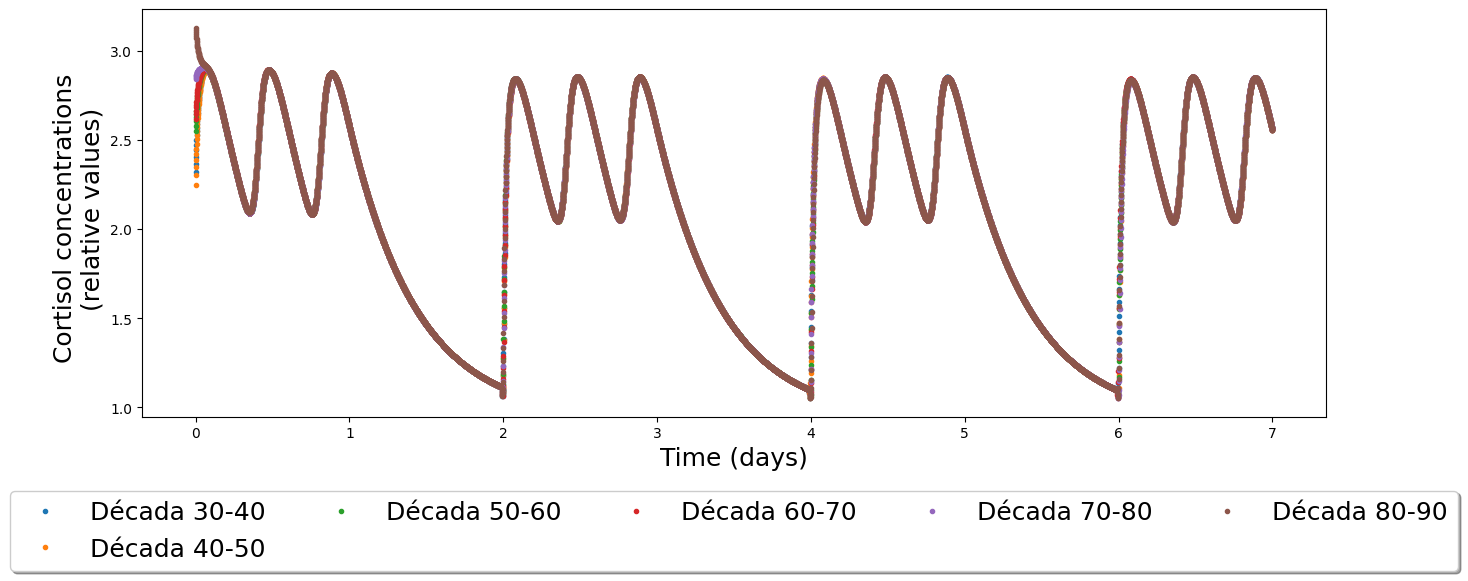 Cortisol concentrations
(relative values)
3.0
2.5
2.0
1.5
1.0
0
1
2
3
4
5
6
7
Time (days)
Década 30-40
Década 50-60
Década 60-70
Década 70-80
Década 80-90
Década 40-50